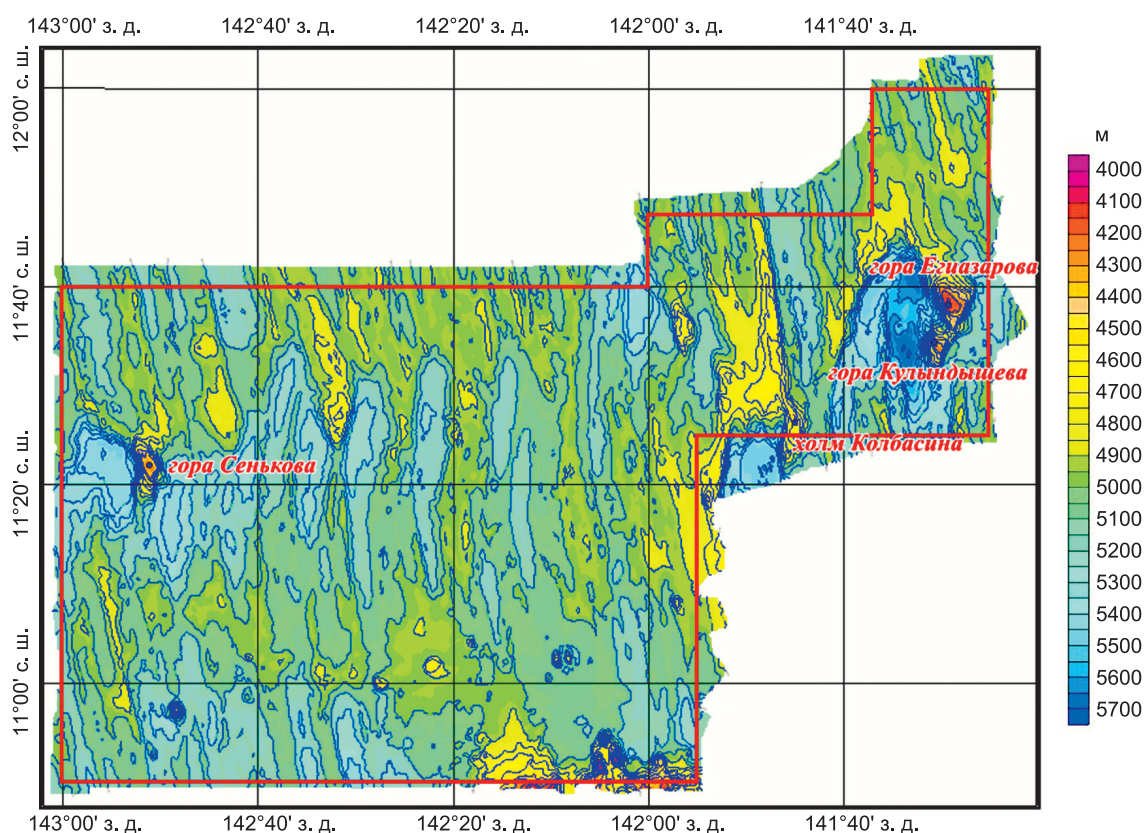 143°00' з. д. 142°40' з. д. 142°20' з. д. 142°00' з. д. 141°40' з. д.
12°00' с. ш.
11°40' с. ш.
11°20' с. ш.
11°00' с. ш.
гора Егиазарова
гора Кулындышева
холм Колбасина
гора Сенькова
м
4000
4100
4200
4300
4400
4500
4600
4700
4800
4900
5000
5100
5200
5300
5400
5500
5600
5700
143°00' з. д. 142°40' з. д. 142°20' з. д. 142°00' з. д. 141°40' з. д.